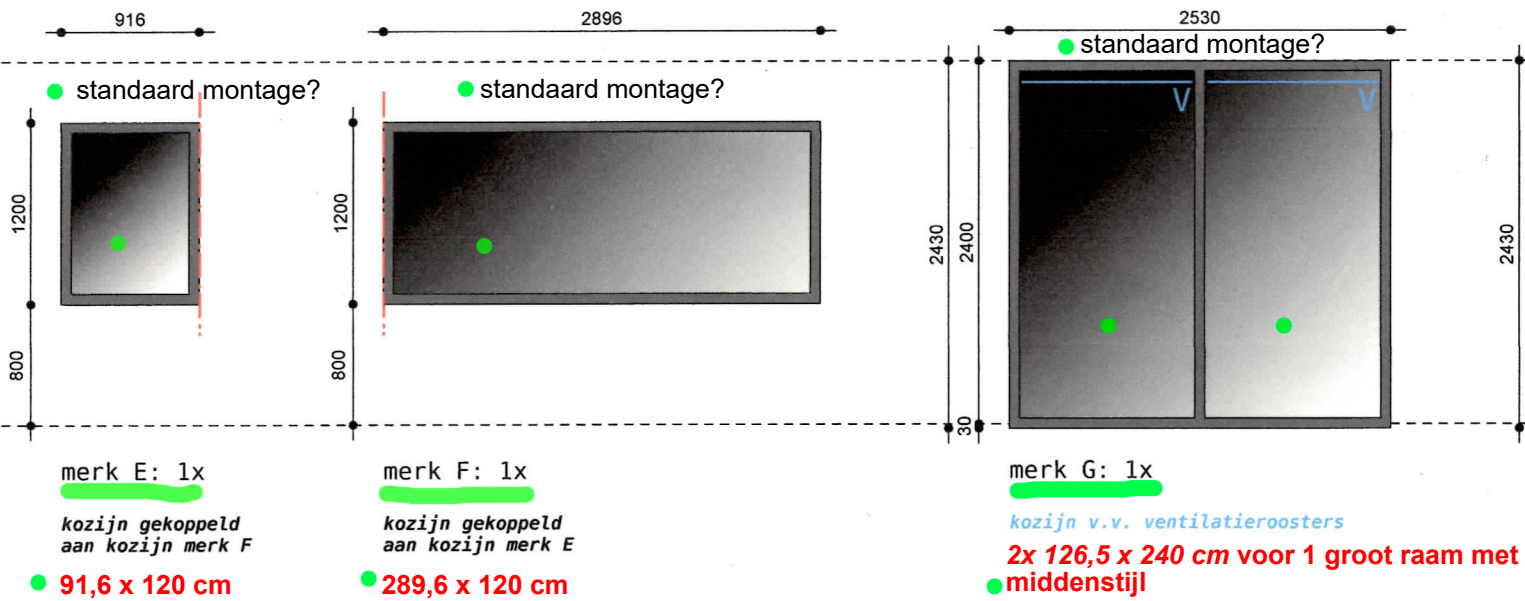 916
2896
2530
standaard montage?
standaard montage?
standaard montage?
V
V
1200
1200
2430
2400
2430
800
800
30
merk E: 1x
kozijn gekoppeld
aan kozijn merk F
91,6 x 120 cm
merk F: 1x
kozijn gekoppeld
aan kozijn merk E
289,6 x 120 cm
merk G: 1x
kozijn v.v. ventilatieroosters
2x 126,5 x 240 cm voor 1 groot raam met
middenstijl